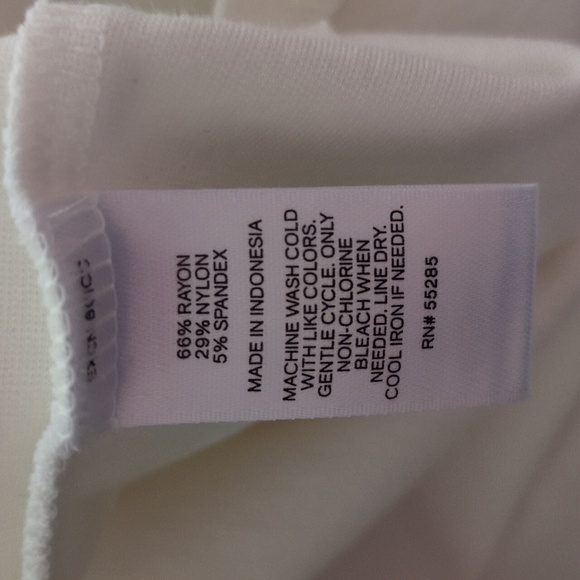 66% RAYON
29% NYLON
5% SPANDEX
MADE IN INDONESIA
MACHINE WASH COLD
WITH LIKE COLORS.
GENTLE CYCLE. ONLY
NON-CHLORINE
BLEACH WHEN
NEEDED. LINE DRY.
COOL IRON IF NEEDED.
RN# 55285